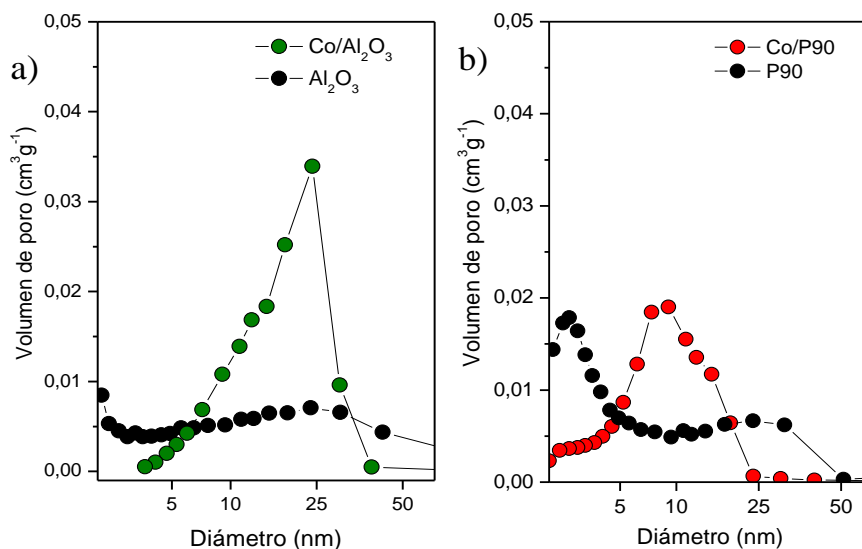 a)
Co/Al₂O₃
Al₂O₃
0,05
0,04
0,03
0,02
0,01
0,00
Volumen de poro (cm³g⁻¹)
5 10 25 50
Diámetro (nm)
b)
Co/P90
P90
0,05
0,04
0,03
0,02
0,01
0,00
Volumen de poro (cm³g⁻¹)
5 10 25 50
Diámetro (nm)